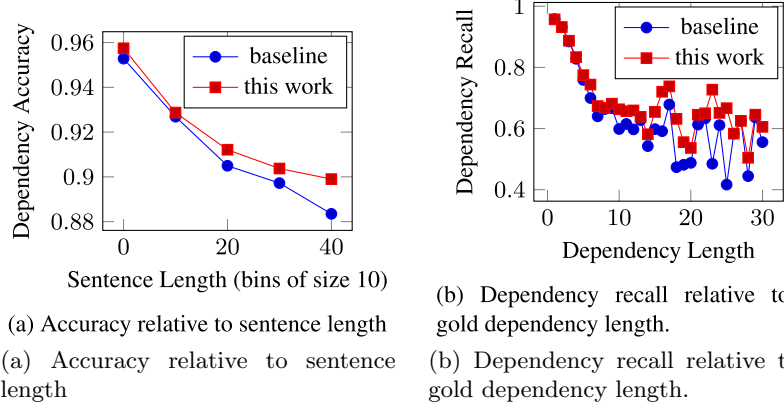 0.96
0.94
0.92
0.9
0.88
Dependency Accuracy
baseline
this work
0 20 40
Sentence Length (bins of size 10)
(a) Accuracy relative to sentence length
(a) Accuracy relative to sentence
length
1
0.8
0.6
0.4
Dependency Recall
baseline
this work
0 10 20 30
Dependency Length
(b) Dependency recall relative to
gold dependency length.
(b) Dependency recall relative t
gold dependency length.